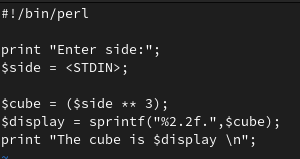 #!/bin/perl
print "Enter side:";
$side = <STDIN>;
$cube = ($side ** 3);
$display = sprintf("%2.2f.",$cube);
print "The cube is $display \n";
~